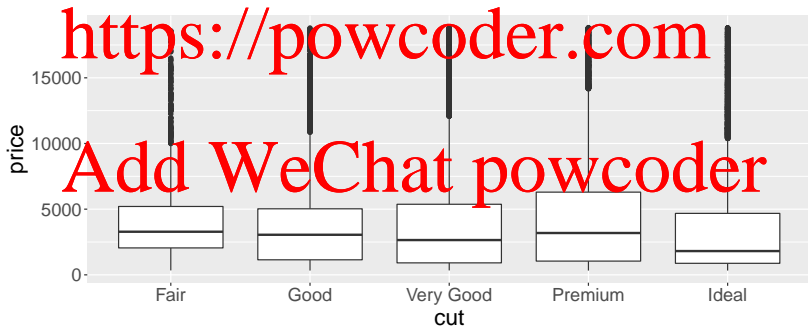 https://powcoder.com
15000
10000
price
Add WeChat powcoder
5000
0
Fair Good Very Good Premium Ideal
cut